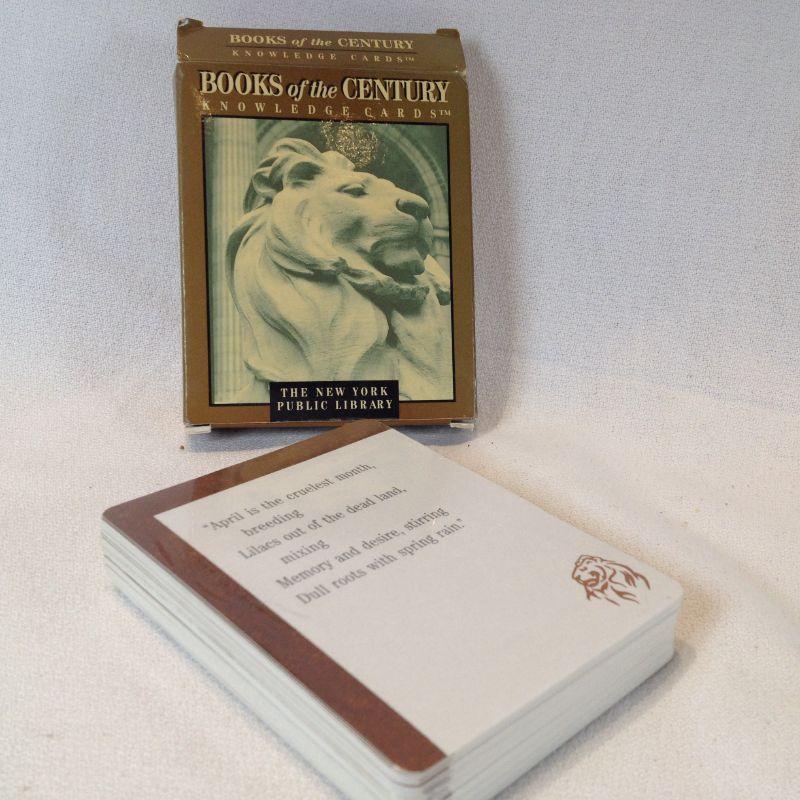 BOOKS of the CENTURY
KNOWLEDGE CARDS™
BOOKS of the CENTURY
KNOWLEDGE CARDS™
THE NEW YORK
PUBLIC LIBRARY
"April is the cruelest month,
breeding
Lilacs out of the dead land,
mixing
Memory and desire, stirring
Dull roots with spring rain."